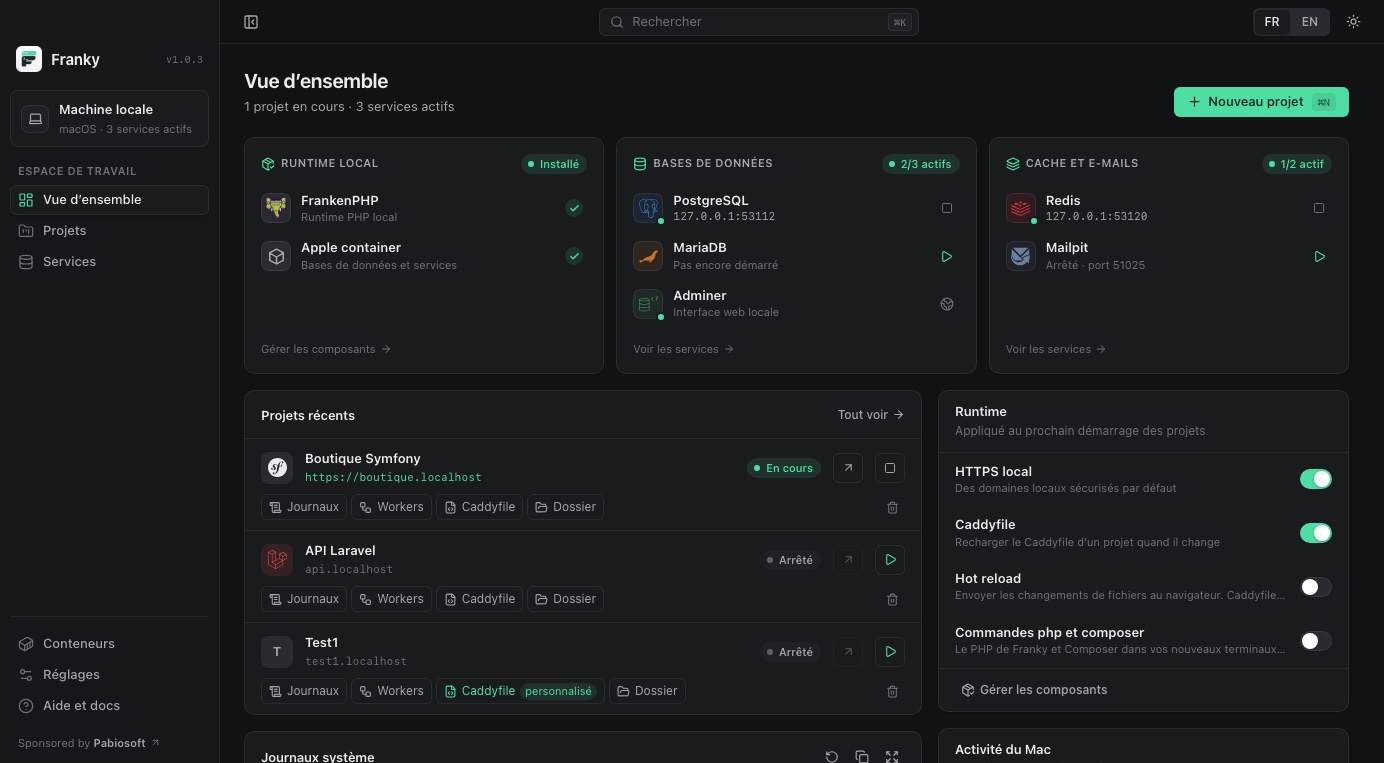 Rechercher
⌘K
FR
EN
Franky
v1.0.3
Machine locale
macOS · 3 services actifs
ESPACE DE TRAVAIL
Vue d’ensemble
Projets
Services
Conteneurs
Réglages
Aide et docs
Sponsored by Pabiosoft
Vue d’ensemble
1 projet en cours · 3 services actifs
Nouveau projet ⌘N
RUNTIME LOCAL
Installé
FrankenPHP
Runtime PHP local
Apple container
Bases de données et services
Gérer les composants →
BASES DE DONNÉES
2/3 actifs
PostgreSQL
127.0.0.1:53112
MariaDB
Pas encore démarré
Adminer
Interface web locale
Voir les services →
CACHE ET E-MAILS
1/2 actif
Redis
127.0.0.1:53120
Mailpit
Arrêté · port 51025
Voir les services →
Projets récents
Tout voir →
Boutique Symfony
https://boutique.localhost
En cours
Journaux
Workers
Caddyfile
Dossier
API Laravel
api.localhost
Arrêté
Journaux
Workers
Caddyfile
Dossier
T
Test1
test1.localhost
Arrêté
Journaux
Workers
Caddyfile personnalisé
Dossier
Journaux système
Runtime
Appliqué au prochain démarrage des projets
HTTPS local
Des domaines locaux sécurisés par défaut
Caddyfile
Recharger le Caddyfile d'un projet quand il change
Hot reload
Envoyer les changements de fichiers au navigateur. Caddyfile…
Commandes php et composer
Le PHP de Franky et Composer dans vos nouveaux terminaux…
Gérer les composants
Activité du Mac